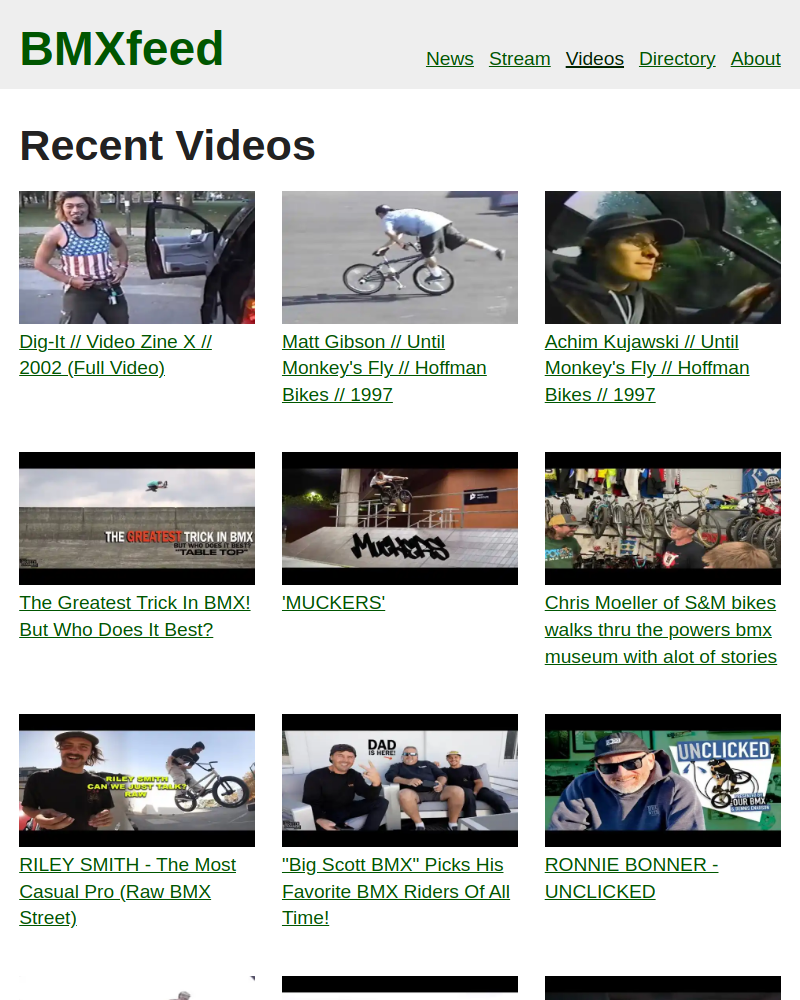 BMXfeed
News Stream Videos Directory About
Recent Videos
Dig-It // Video Zine X //
2002 (Full Video)
Matt Gibson // Until
Monkey's Fly // Hoffman
Bikes // 1997
Achim Kujawski // Until
Monkey's Fly // Hoffman
Bikes // 1997
THE GREATEST TRICK IN BMX
BUT WHO DOES IT BEST?
"TABLE TOP"
The Greatest Trick In BMX!
But Who Does It Best?
MUCKERS
'MUCKERS'
Chris Moeller of S&M bikes
walks thru the powers bmx
museum with alot of stories
RILEY SMITH
CAN WE JUST TALK?
RAW
RILEY SMITH - The Most
Casual Pro (Raw BMX
Street)
DAD
IS HERE!
"Big Scott BMX" Picks His
Favorite BMX Riders Of All
Time!
UNCLICKED
OUR BMX
RONNIE BONNER -
UNCLICKED